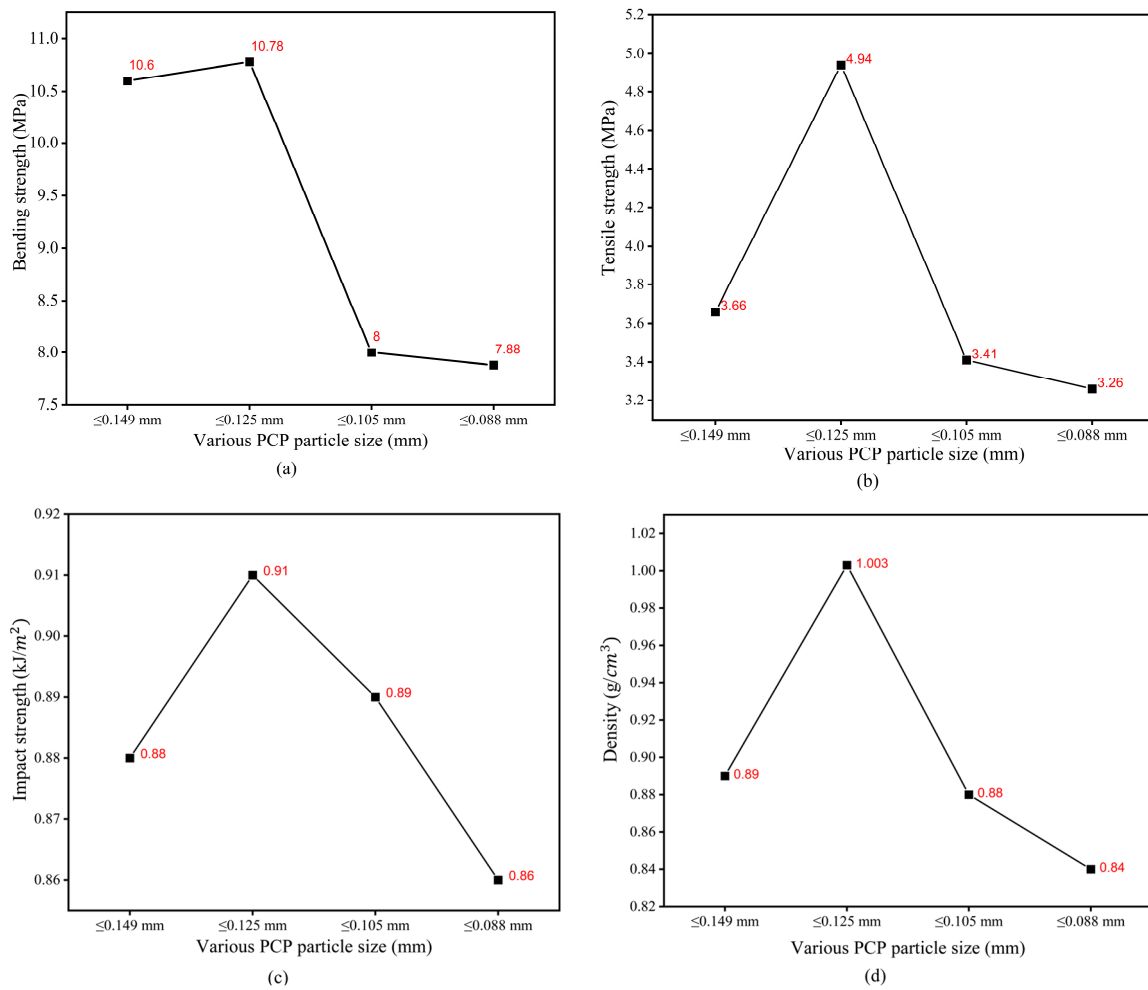 11.0
10.5
10.0
9.5
9.0
8.5
8.0
7.5
Bending strength (MPa)
10.6
10.78
8
7.88
≤0.149 mm
≤0.125 mm
≤0.105 mm
≤0.088 mm
Various PCP particle size (mm)
(a)
5.2
5.0
4.8
4.6
4.4
4.2
4.0
3.8
3.6
3.4
3.2
Tensile strength (MPa)
3.66
4.94
3.41
3.26
≤0.149 mm
≤0.125 mm
≤0.105 mm
≤0.088 mm
Various PCP particle size (mm)
(b)
0.92
0.91
0.90
0.89
0.88
0.87
0.86
Impact strength (kJ/m²)
0.88
0.91
0.89
0.86
≤0.149 mm
≤0.125 mm
≤0.105 mm
≤0.088 mm
Various PCP particle size (mm)
(c)
1.02
1.00
0.98
0.96
0.94
0.92
0.90
0.88
0.86
0.84
0.82
Density (g/cm³)
0.89
1.003
0.88
0.84
≤0.149 mm
≤0.125 mm
≤0.105 mm
≤0.088 mm
Various PCP particle size (mm)
(d)